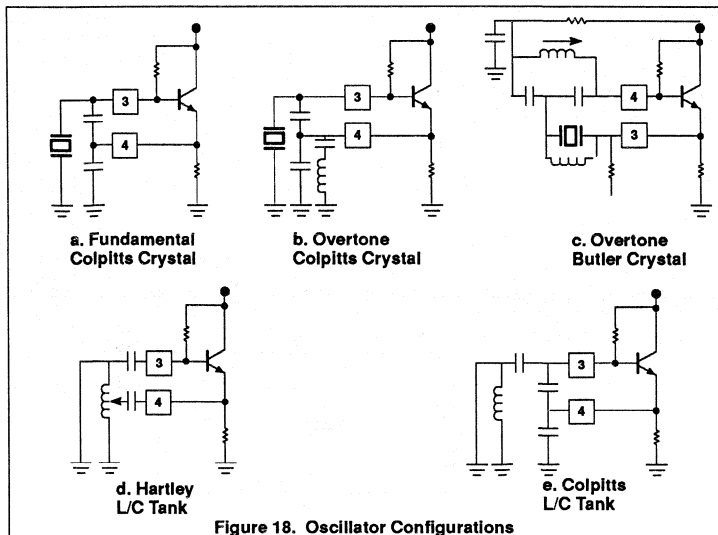 3
4
a. Fundamental
Colpitts Crystal
3
4
b. Overtone
Colpitts Crystal
4
3
c. Overtone
Butler Crystal
3
4
d. Hartley
L/C Tank
3
4
e. Colpitts
L/C Tank
Figure 18. Oscillator Configurations